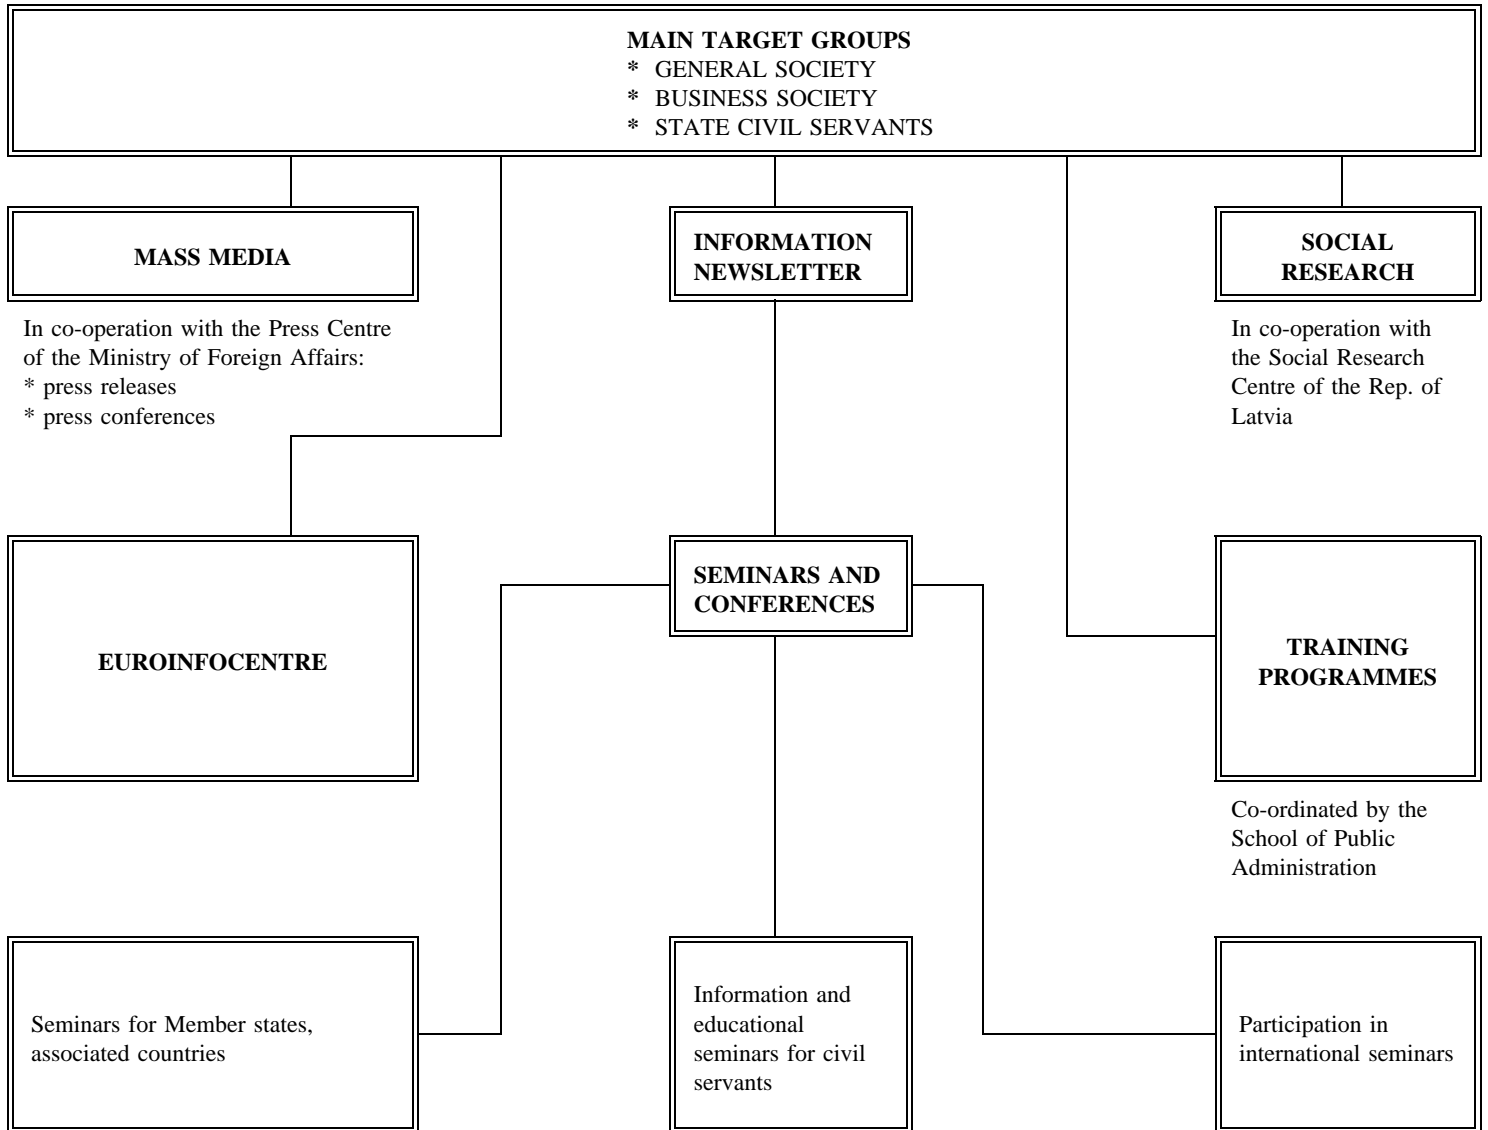 MAIN TARGET GROUPS
* GENERAL SOCIETY
* BUSINESS SOCIETY
* STATE CIVIL SERVANTS
MASS MEDIA
In co-operation with the Press Centre
of the Ministry of Foreign Affairs:
* press releases
* press conferences
INFORMATION
NEWSLETTER
SOCIAL
RESEARCH
In co-operation with
the Social Research
Centre of the Rep. of
Latvia
EUROINFOCENTRE
SEMINARS AND
CONFERENCES
TRAINING
PROGRAMMES
Co-ordinated by the
School of Public
Administration
Seminars for Member states,
associated countries
Information and
educational
seminars for civil
servants
Participation in
international seminars